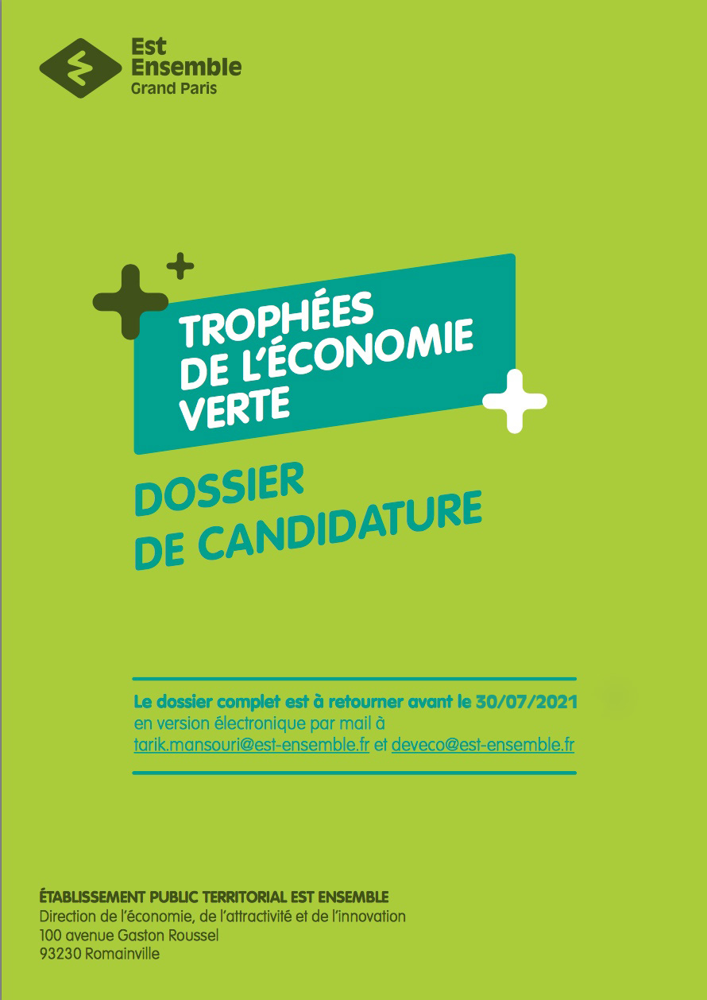 Est
Ensemble
Grand Paris
TROPHÉES
DE L'ÉCONOMIE
VERTE
DOSSIER
DE CANDIDATURE
Le dossier complet est à retourner avant le 30/07/2021
en version électronique par mail à
tarik.mansouri@est-ensemble.fr et deveco@est-ensemble.fr
ÉTABLISSEMENT PUBLIC TERRITORIAL EST ENSEMBLE
Direction de l'économie, de l'attractivité et de l'innovation
100 avenue Gaston Roussel
93230 Romainville